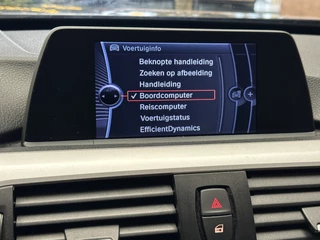 Voertuiginfo
Beknopte handleiding
Zoeken op afbeelding
Handleiding
Boordcomputer
Reiscomputer
Voertuigstatus
EfficientDynamics